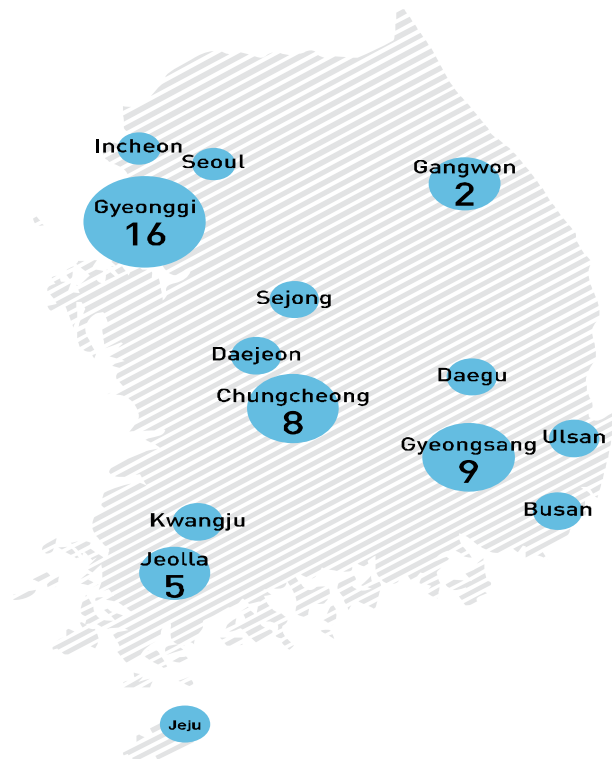 Incheon
Seoul
Gangwon
2
Gyeonggi
16
Sejong
Daejeon
Daegu
Chungcheong
8
Ulsan
Gyeongsang
9
Busan
Kwangju
Jeolla
5
Jeju